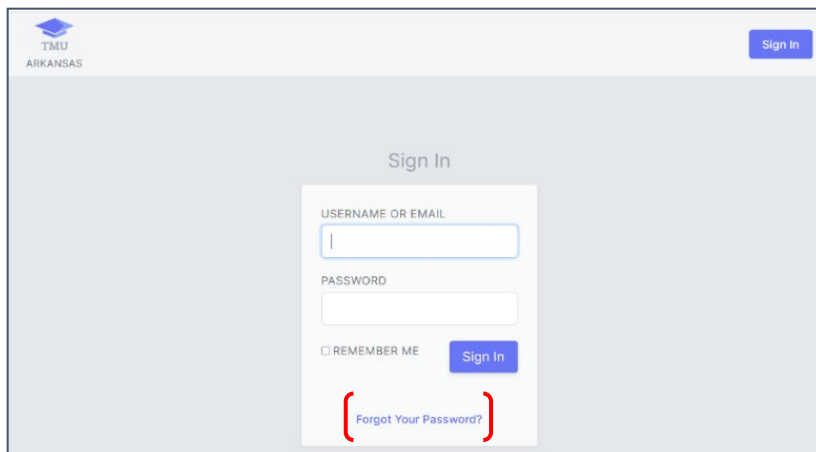 TMU
ARKANSAS
Sign In
Sign In
USERNAME OR EMAIL
PASSWORD
REMEMBER ME
Sign In
Forgot Your Password?